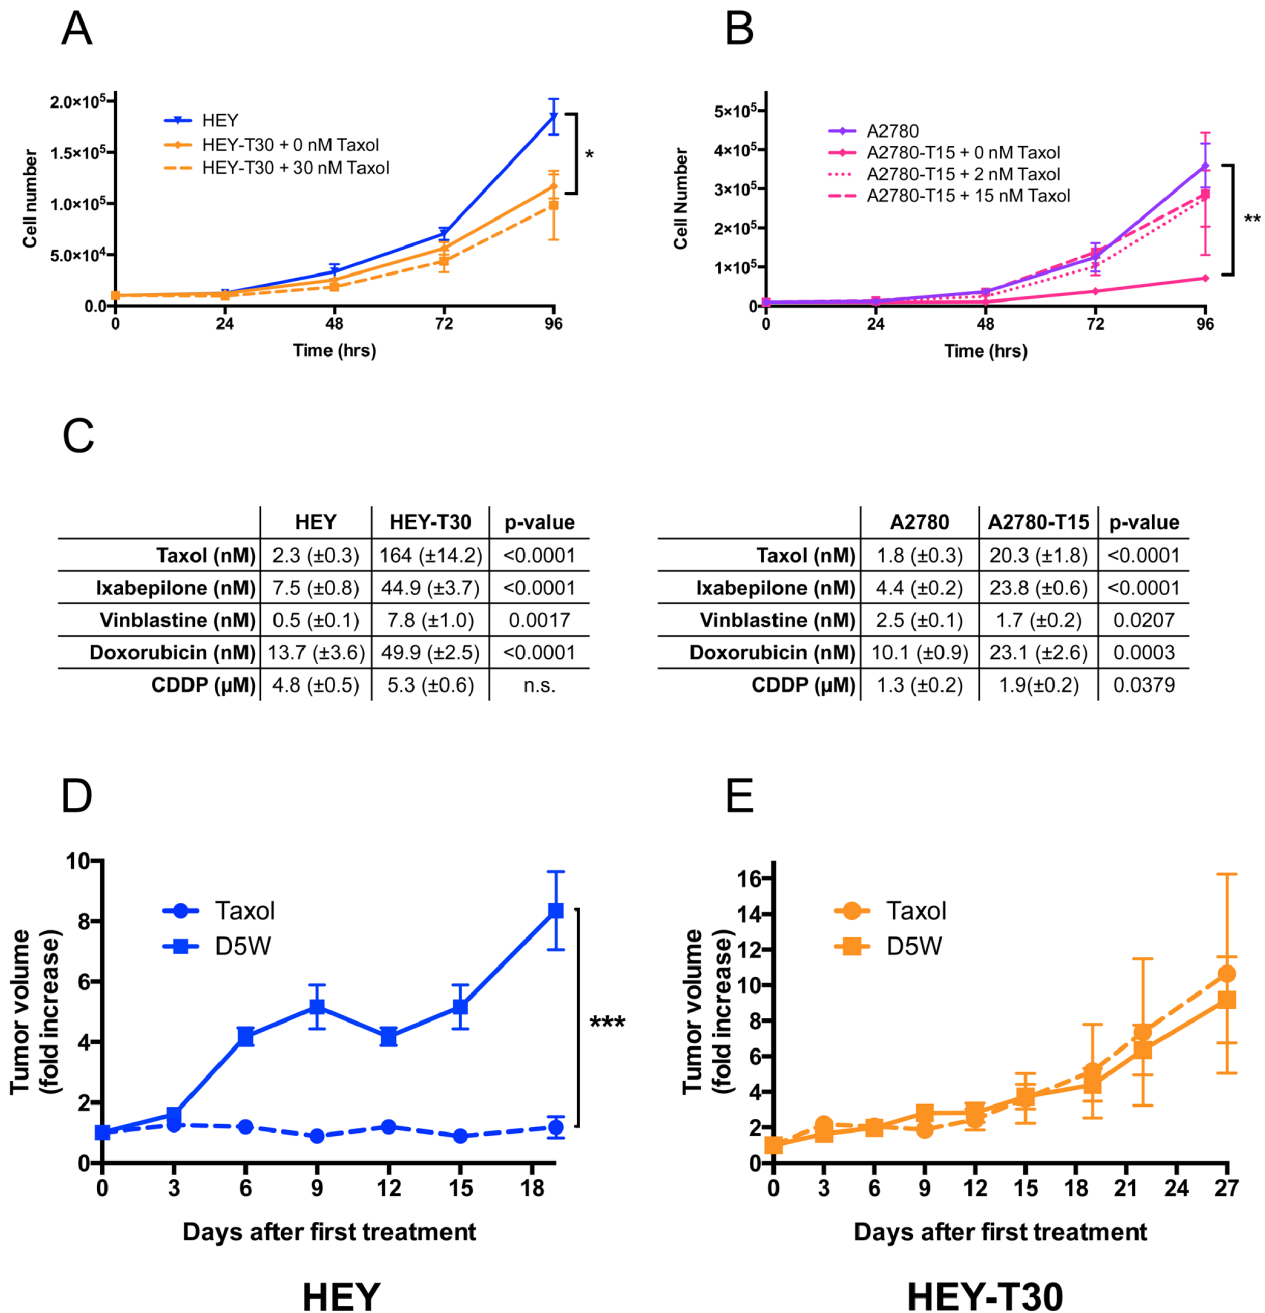 A
2.0×10⁵
1.5×10⁵
1.0×10⁵
5.0×10⁴
0.0
Cell number
HEY
HEY-T30 + 0 nM Taxol
HEY-T30 + 30 nM Taxol
*
0 24 48 72 96
Time (hrs)
B
5×10⁵
4×10⁵
3×10⁵
2×10⁵
1×10⁵
0
Cell Number
A2780
A2780-T15 + 0 nM Taxol
A2780-T15 + 2 nM Taxol
A2780-T15 + 15 nM Taxol
**
0 24 48 72 96
Time (hrs)
C
HEY HEY-T30 p-value
Taxol (nM) 2.3 (±0.3) 164 (±14.2) <0.0001
Ixabepilone (nM) 7.5 (±0.8) 44.9 (±3.7) <0.0001
Vinblastine (nM) 0.5 (±0.1) 7.8 (±1.0) 0.0017
Doxorubicin (nM) 13.7 (±3.6) 49.9 (±2.5) <0.0001
CDDP (µM) 4.8 (±0.5) 5.3 (±0.6) n.s.
A2780 A2780-T15 p-value
Taxol (nM) 1.8 (±0.3) 20.3 (±1.8) <0.0001
Ixabepilone (nM) 4.4 (±0.2) 23.8 (±0.6) <0.0001
Vinblastine (nM) 2.5 (±0.1) 1.7 (±0.2) 0.0207
Doxorubicin (nM) 10.1 (±0.9) 23.1 (±2.6) 0.0003
CDDP (µM) 1.3 (±0.2) 1.9(±0.2) 0.0379
D
10
8
6
4
2
0
Tumor volume
(fold increase)
Taxol
D5W
***
0 3 6 9 12 15 18
Days after first treatment
HEY
E
16
14
12
10
8
6
4
2
0
Tumor volume
(fold increase)
Taxol
D5W
0 3 6 9 12 15 18 21 24 27
Days after first treatment
HEY-T30